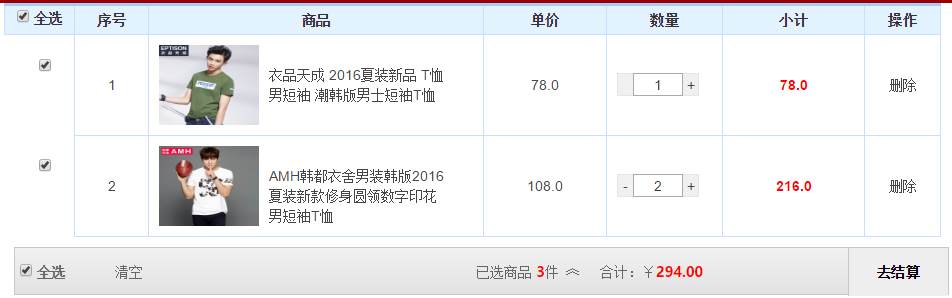 全选 序号 商品 单价 数量 小计 操作
1 EPTISON 衣品天成 2016夏装新品 T恤 78.0 1 + 78.0 删除
男短袖 潮韩版男士短袖T恤
2 AMH AMH韩都衣舍男装韩版2016 108.0 - 2 + 216.0 删除
夏装新款修身圆领数字印花
男短袖T恤
全选 清空 已选商品 3件 合计：￥294.00 去结算